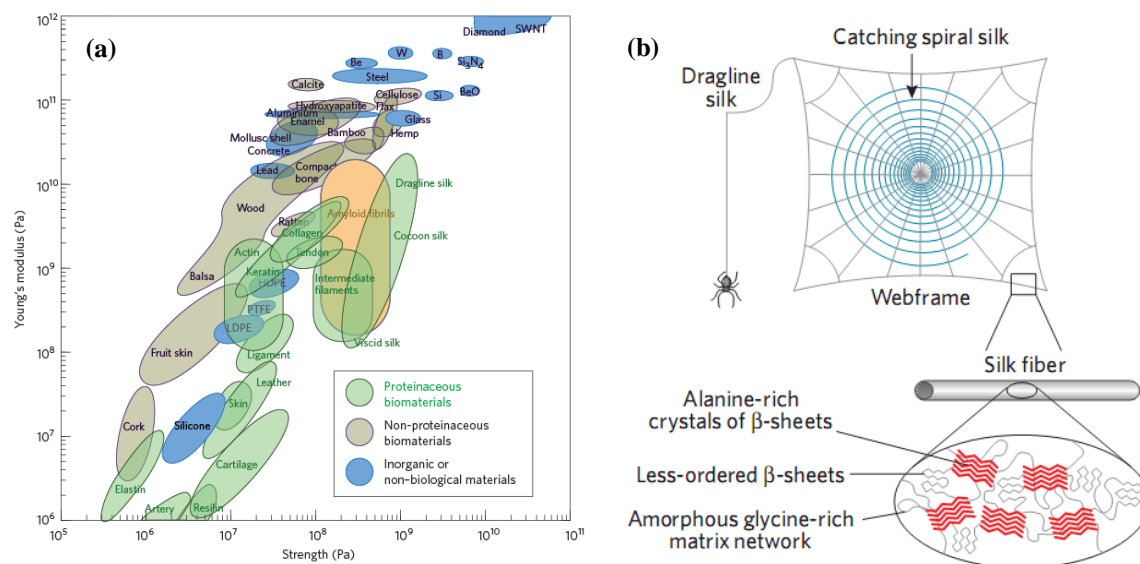 (a)
10^12
10^11
10^10
10^9
10^8
10^7
10^6
Young's modulus (Pa)
Diamond
SWNT
W
B
Be
Si3N4
Steel
Calcite
Cellulose
Si
BeO
Hydroxyapatite
Flax
Aluminium
Enamel
Glass
Bamboo
Hemp
Mollusc shell
Concrete
Lead
Compact
bone
Dragline silk
Wood
Amyloid fibrils
Rattan
Collagen
Cocoon silk
Actin
Tendon
Balsa
Keratin
HDPE
Intermediate
filaments
PTFE
LDPE
Viscid silk
Fruit skin
Ligament
Leather
Skin
Cork
Silicone
Cartilage
Elastin
Artery
Resilin
Proteinaceous
biomaterials
Non-proteinaceous
biomaterials
Inorganic or
non-biological materials
10^5
10^6
10^7
10^8
10^9
10^10
10^11
Strength (Pa)
(b)
Catching spiral silk
Dragline
silk
Webframe
Silk fiber
Alanine-rich
crystals of β-sheets
Less-ordered β-sheets
Amorphous glycine-rich
matrix network